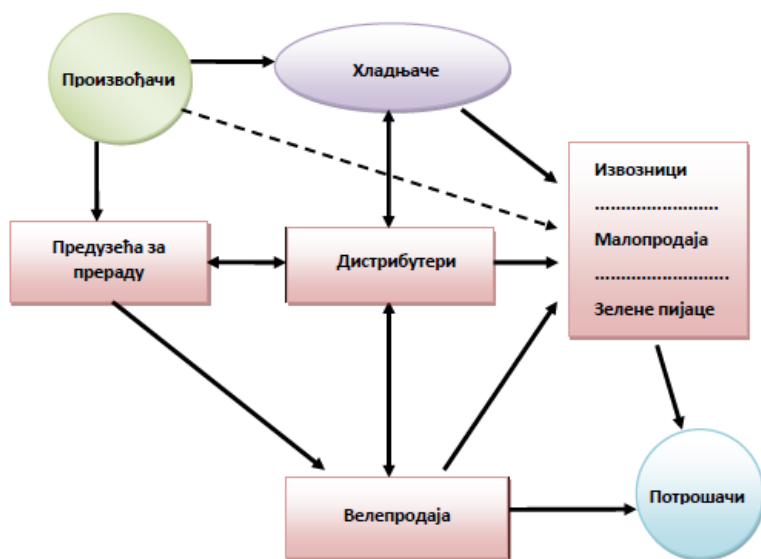 Произвођачи
Хладњаче
Извозници
........................
Малопродаја
..........................
Зелене пијаце
Предузећа за
прераду
Дистрибутери
Велепродаја
Потрошачи